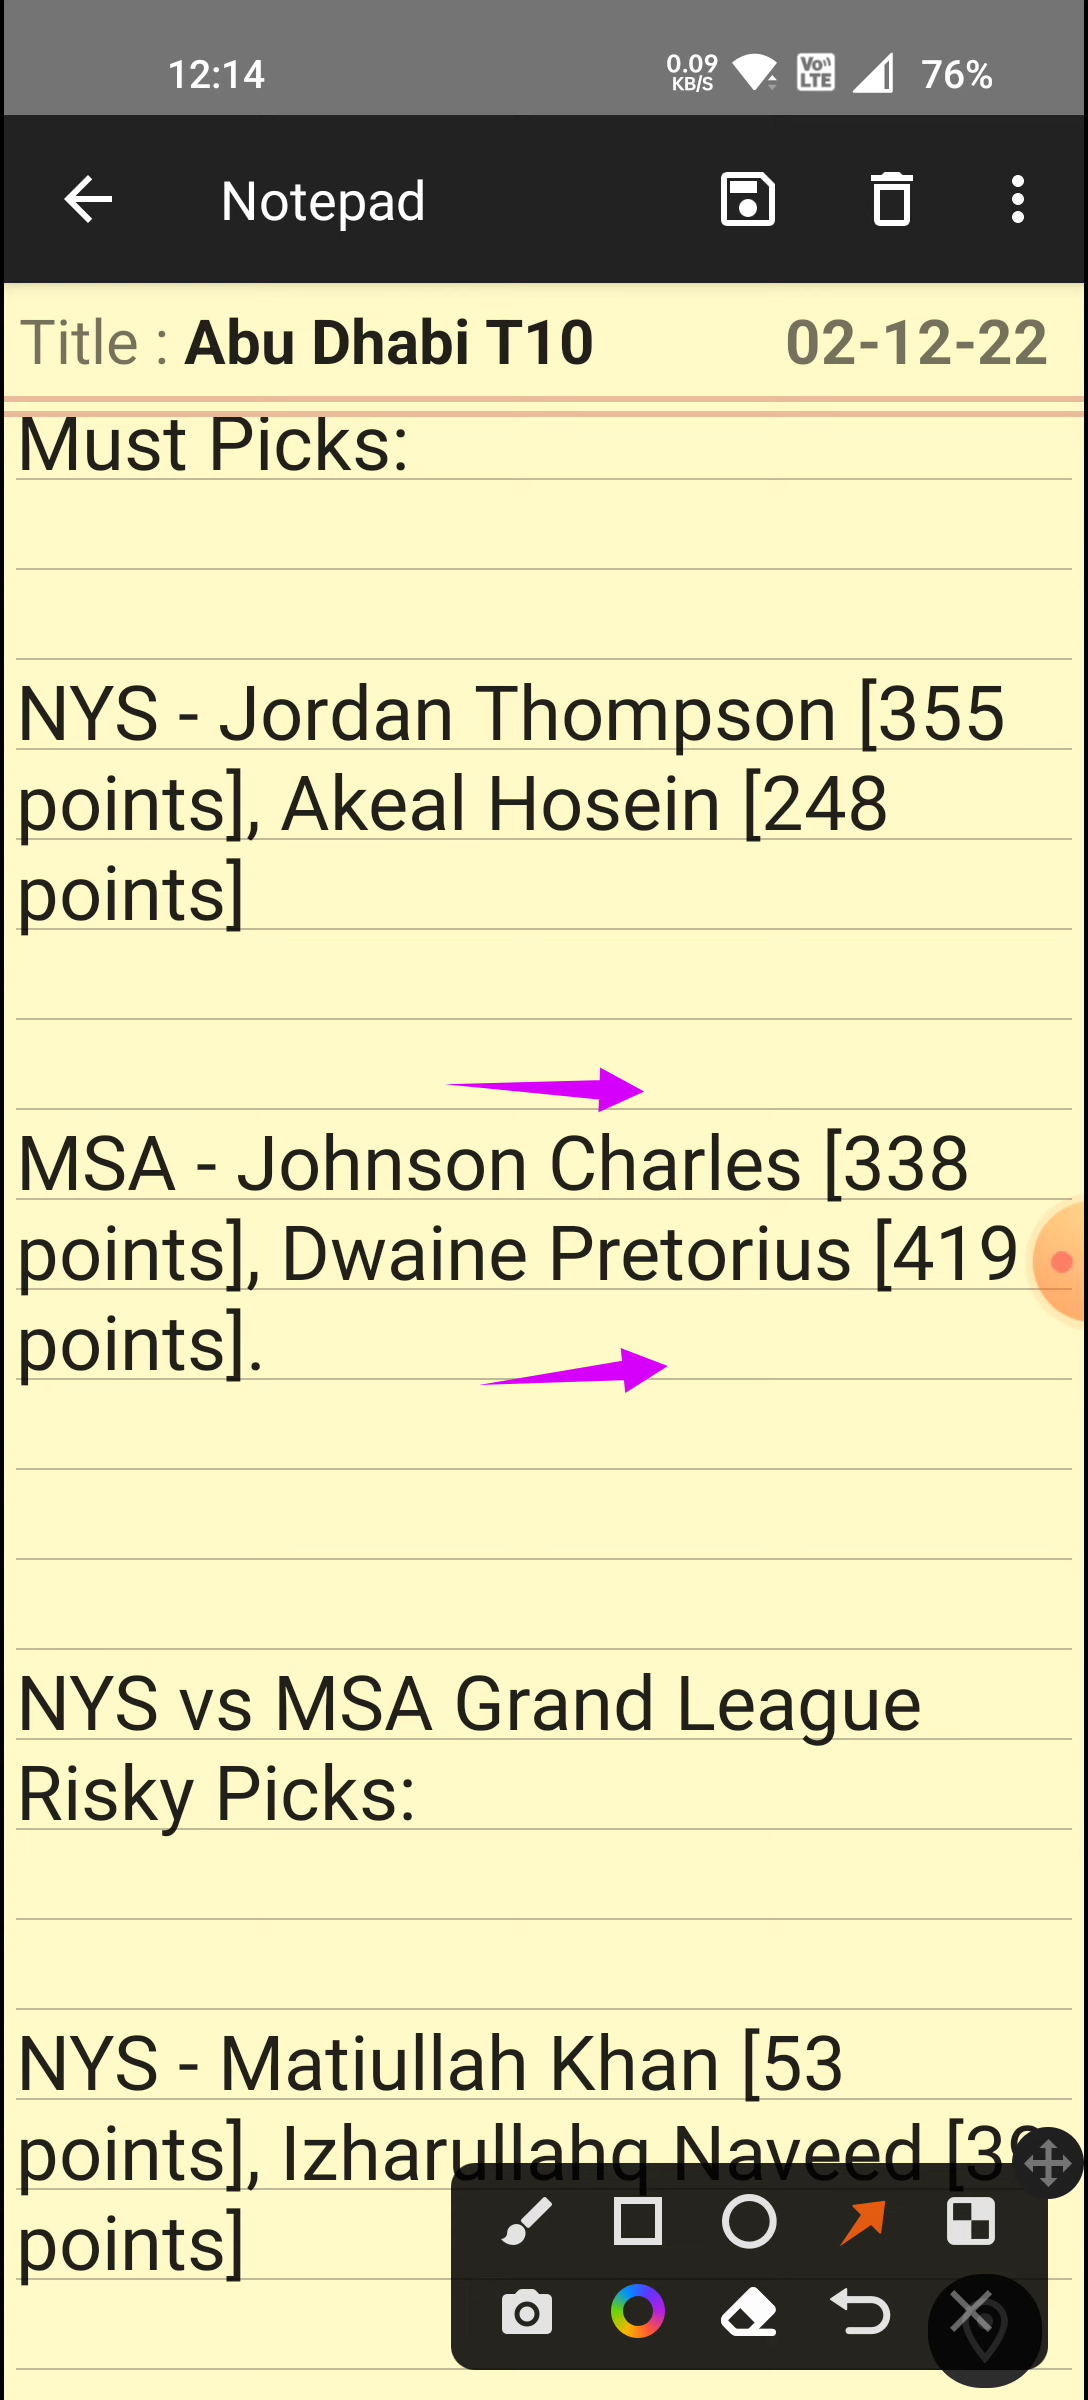 12:14
0.09
KB/S
Vo
LTE
76%
Notepad
Title : Abu Dhabi T10
02-12-22
Must Picks:
NYS - Jordan Thompson [355
points], Akeal Hosein [248
points]
MSA - Johnson Charles [338
points], Dwaine Pretorius [419
points].
NYS vs MSA Grand League
Risky Picks:
NYS - Matiullah Khan [53
points], Izharullahq Naveed
points]